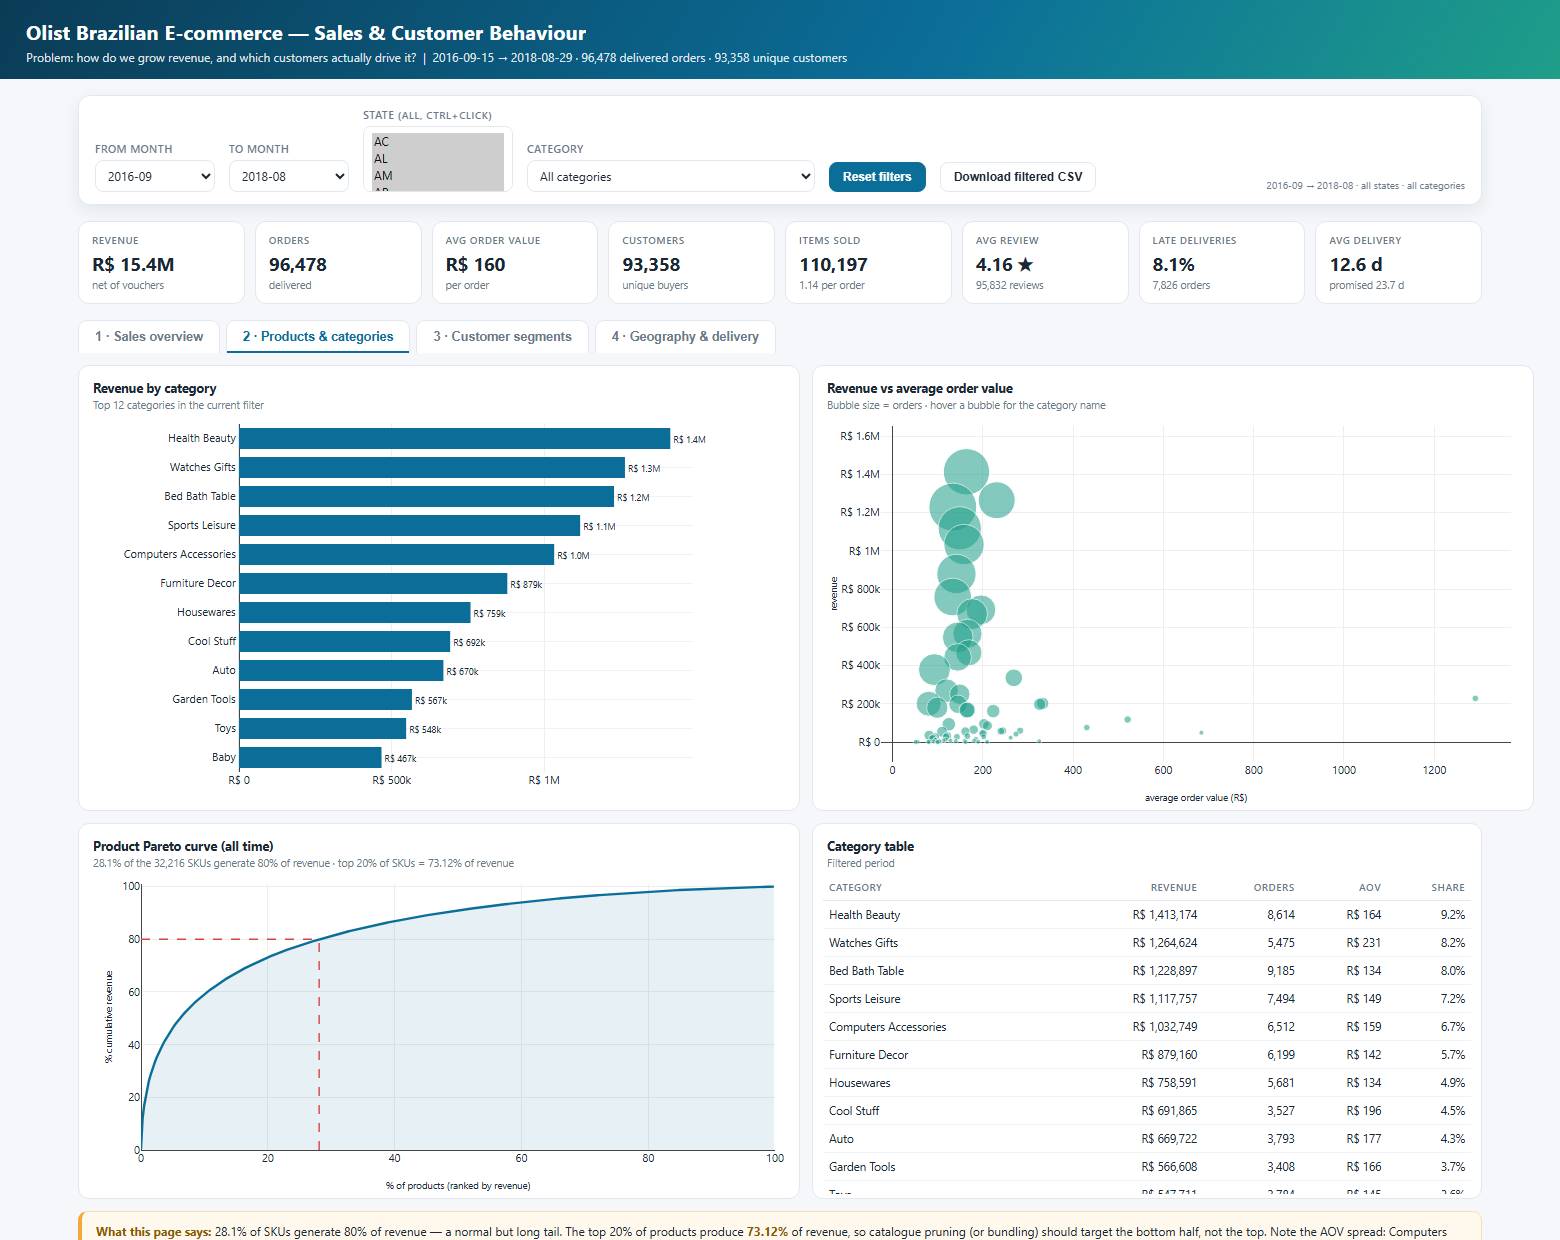 Olist Brazilian E-commerce — Sales & Customer Behaviour
Problem: how do we grow revenue, and which customers actually drive it? | 2016-09-15 → 2018-08-29 · 96,478 delivered orders · 93,358 unique customers
FROM MONTH
2016-09
TO MONTH
2018-08
STATE (ALL, CTRL+CLICK)
AC
AL
AM
CATEGORY
All categories
Reset filters
Download filtered CSV
2016-09 → 2018-08 · all states · all categories
REVENUE
R$ 15.4M
net of vouchers
ORDERS
96,478
delivered
AVG ORDER VALUE
R$ 160
per order
CUSTOMERS
93,358
unique buyers
ITEMS SOLD
110,197
1.14 per order
AVG REVIEW
4.16 ★
95,832 reviews
LATE DELIVERIES
8.1%
7,826 orders
AVG DELIVERY
12.6 d
promised 23.7 d
1 · Sales overview
2 · Products & categories
3 · Customer segments
4 · Geography & delivery
Revenue by category
Top 12 categories in the current filter
Health Beauty R$ 1.4M
Watches Gifts R$ 1.3M
Bed Bath Table R$ 1.2M
Sports Leisure R$ 1.1M
Computers Accessories R$ 1.0M
Furniture Decor R$ 879k
Housewares R$ 759k
Cool Stuff R$ 692k
Auto R$ 670k
Garden Tools R$ 567k
Toys R$ 548k
Baby R$ 467k
R$ 0 R$ 500k R$ 1M
Revenue vs average order value
Bubble size = orders · hover a bubble for the category name
R$ 1.6M
R$ 1.4M
R$ 1.2M
R$ 1M
R$ 800k
R$ 600k
R$ 400k
R$ 200k
R$ 0
revenue
0 200 400 600 800 1000 1200
average order value (R$)
Product Pareto curve (all time)
28.1% of the 32,216 SKUs generate 80% of revenue · top 20% of SKUs = 73.12% of revenue
100
80
60
40
20
0
% cumulative revenue
0 20 40 60 80 100
% of products (ranked by revenue)
Category table
Filtered period
CATEGORY REVENUE ORDERS AOV SHARE
Health Beauty R$ 1,413,174 8,614 R$ 164 9.2%
Watches Gifts R$ 1,264,624 5,475 R$ 231 8.2%
Bed Bath Table R$ 1,228,897 9,185 R$ 134 8.0%
Sports Leisure R$ 1,117,757 7,494 R$ 149 7.2%
Computers Accessories R$ 1,032,749 6,512 R$ 159 6.7%
Furniture Decor R$ 879,160 6,199 R$ 142 5.7%
Housewares R$ 758,591 5,681 R$ 134 4.9%
Cool Stuff R$ 691,865 3,527 R$ 196 4.5%
Auto R$ 669,722 3,793 R$ 177 4.3%
Garden Tools R$ 566,608 3,408 R$ 166 3.7%
What this page says: 28.1% of SKUs generate 80% of revenue — a normal but long tail. The top 20% of products produce 73.12% of revenue, so catalogue pruning (or bundling) should target the bottom half, not the top. Note the AOV spread: Computers